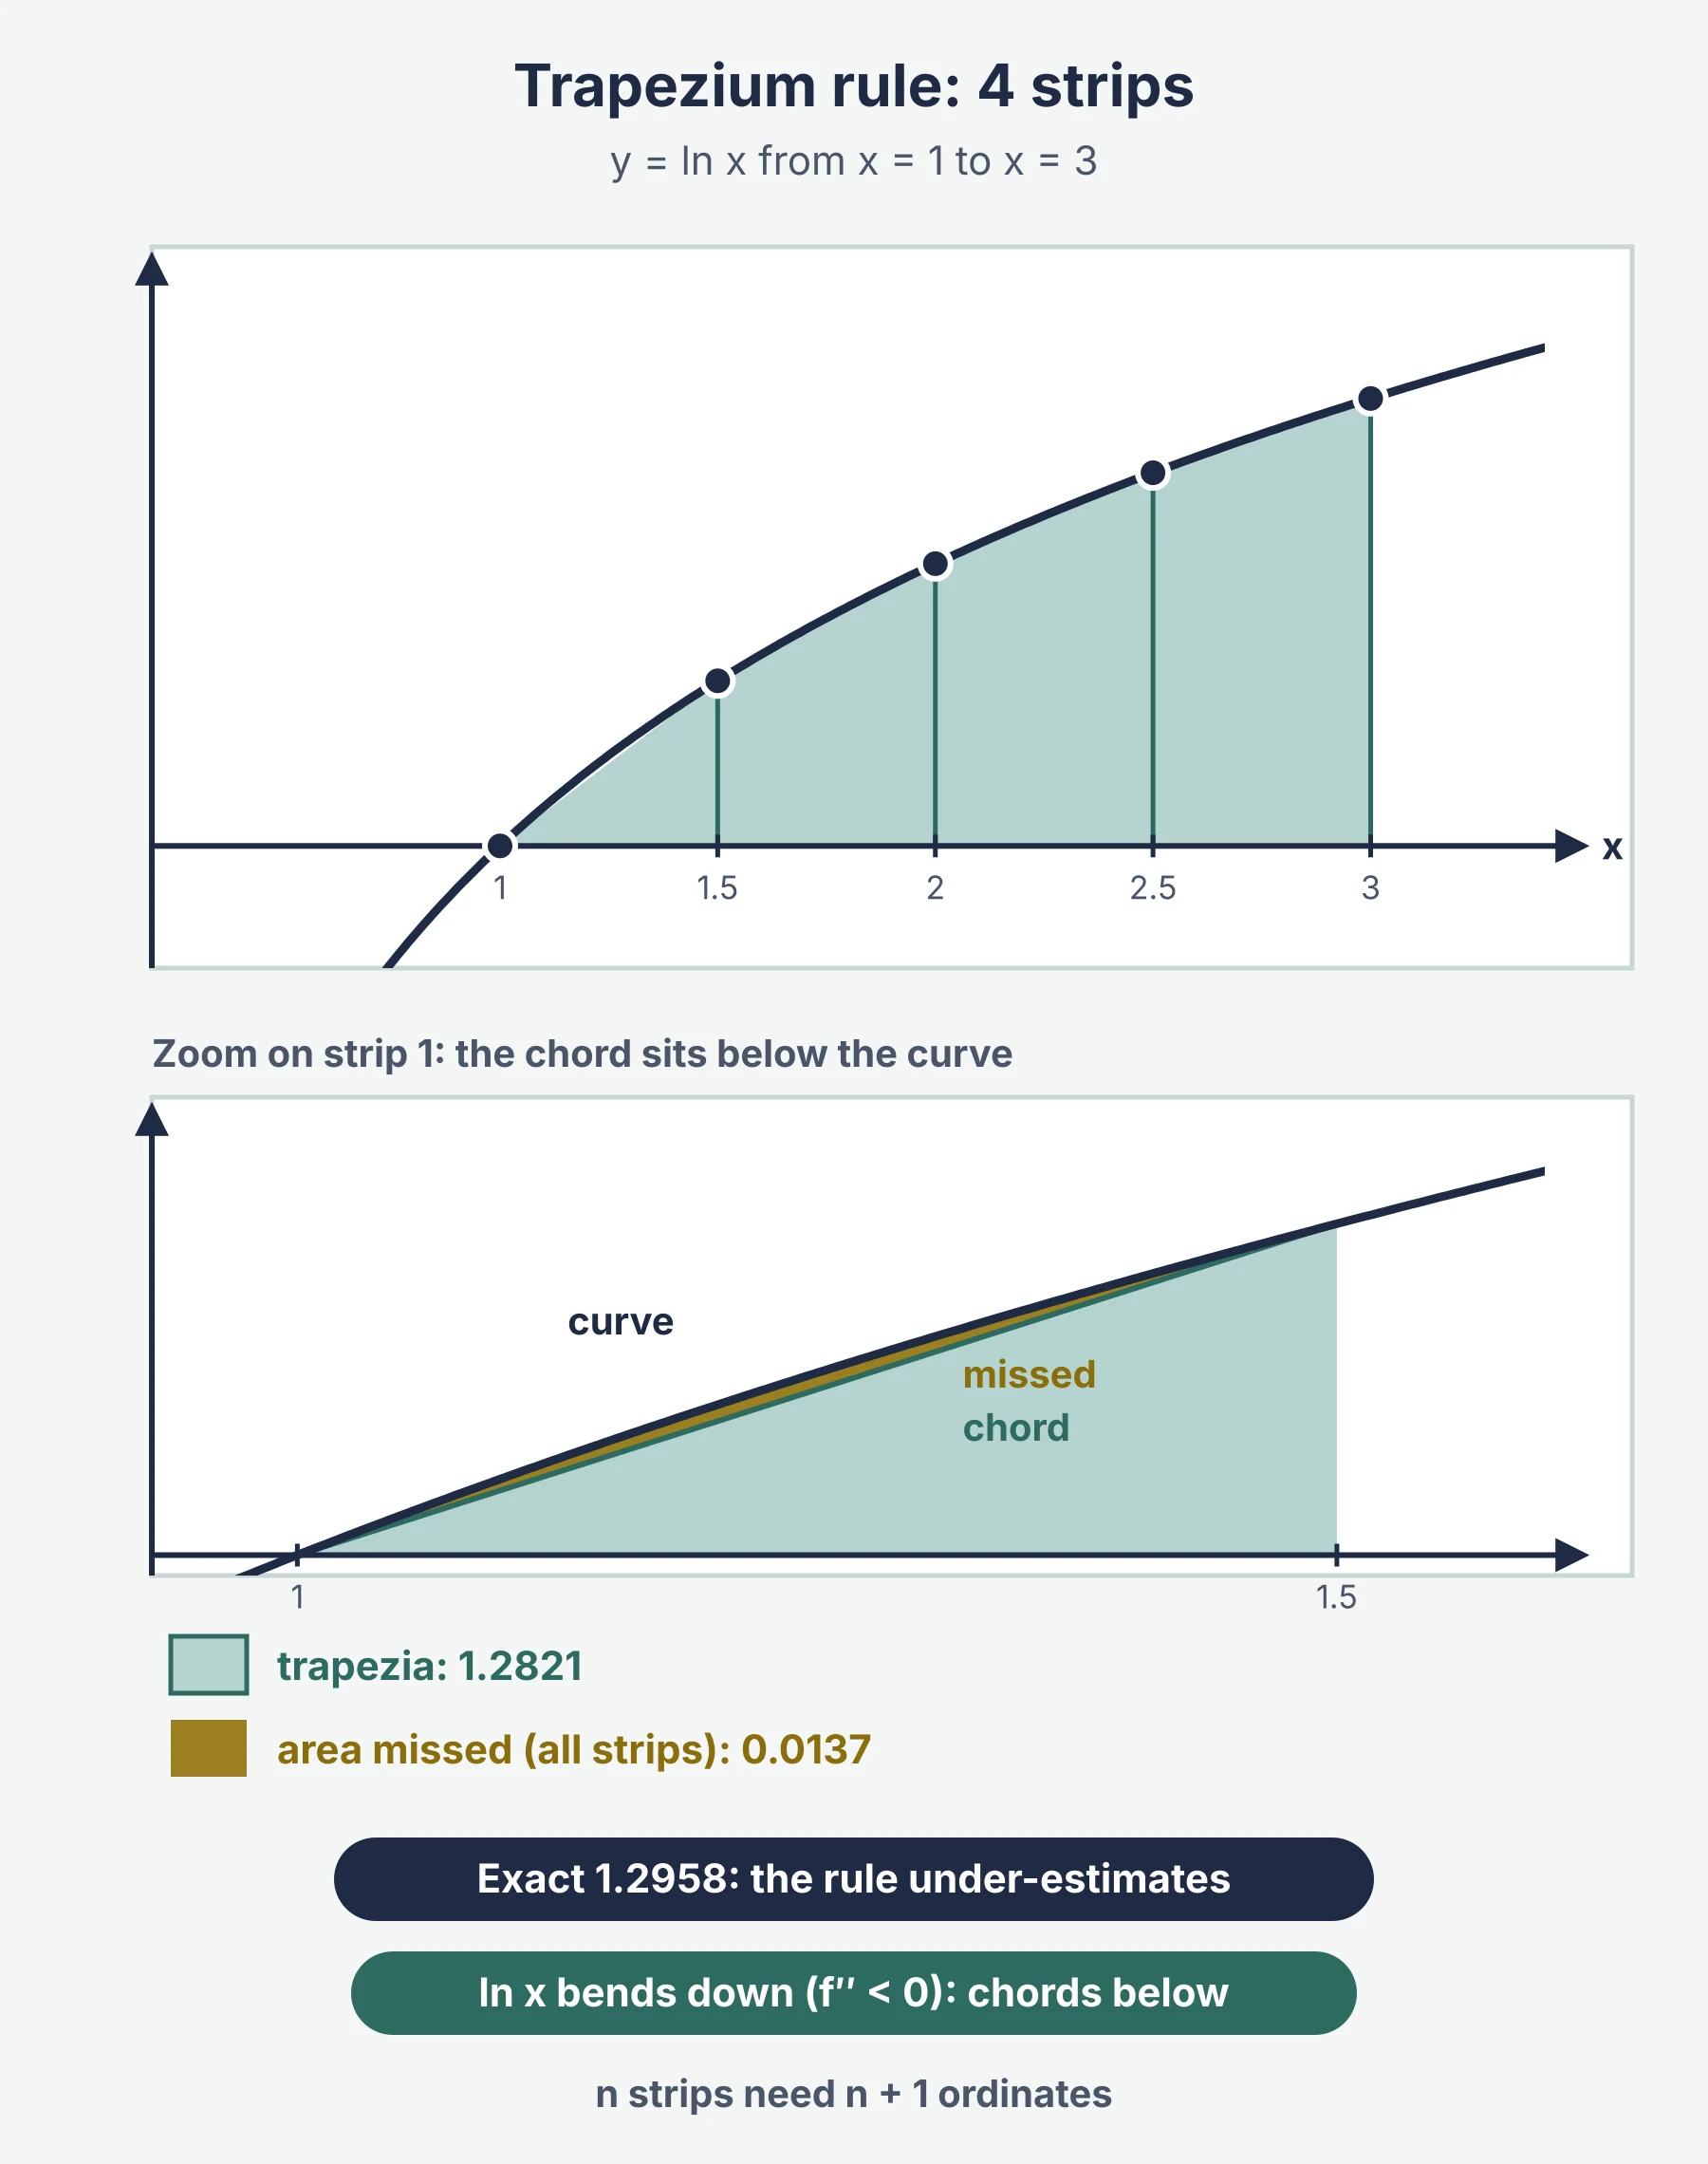 Trapezium rule: 4 strips
y = ln x from x = 1 to x = 3
x
1
1.5
2
2.5
3
Zoom on strip 1: the chord sits below the curve
curve
missed
chord
1
1.5
trapezia: 1.2821
area missed (all strips): 0.0137
Exact 1.2958: the rule under-estimates
ln x bends down (f′′ < 0): chords below
n strips need n + 1 ordinates